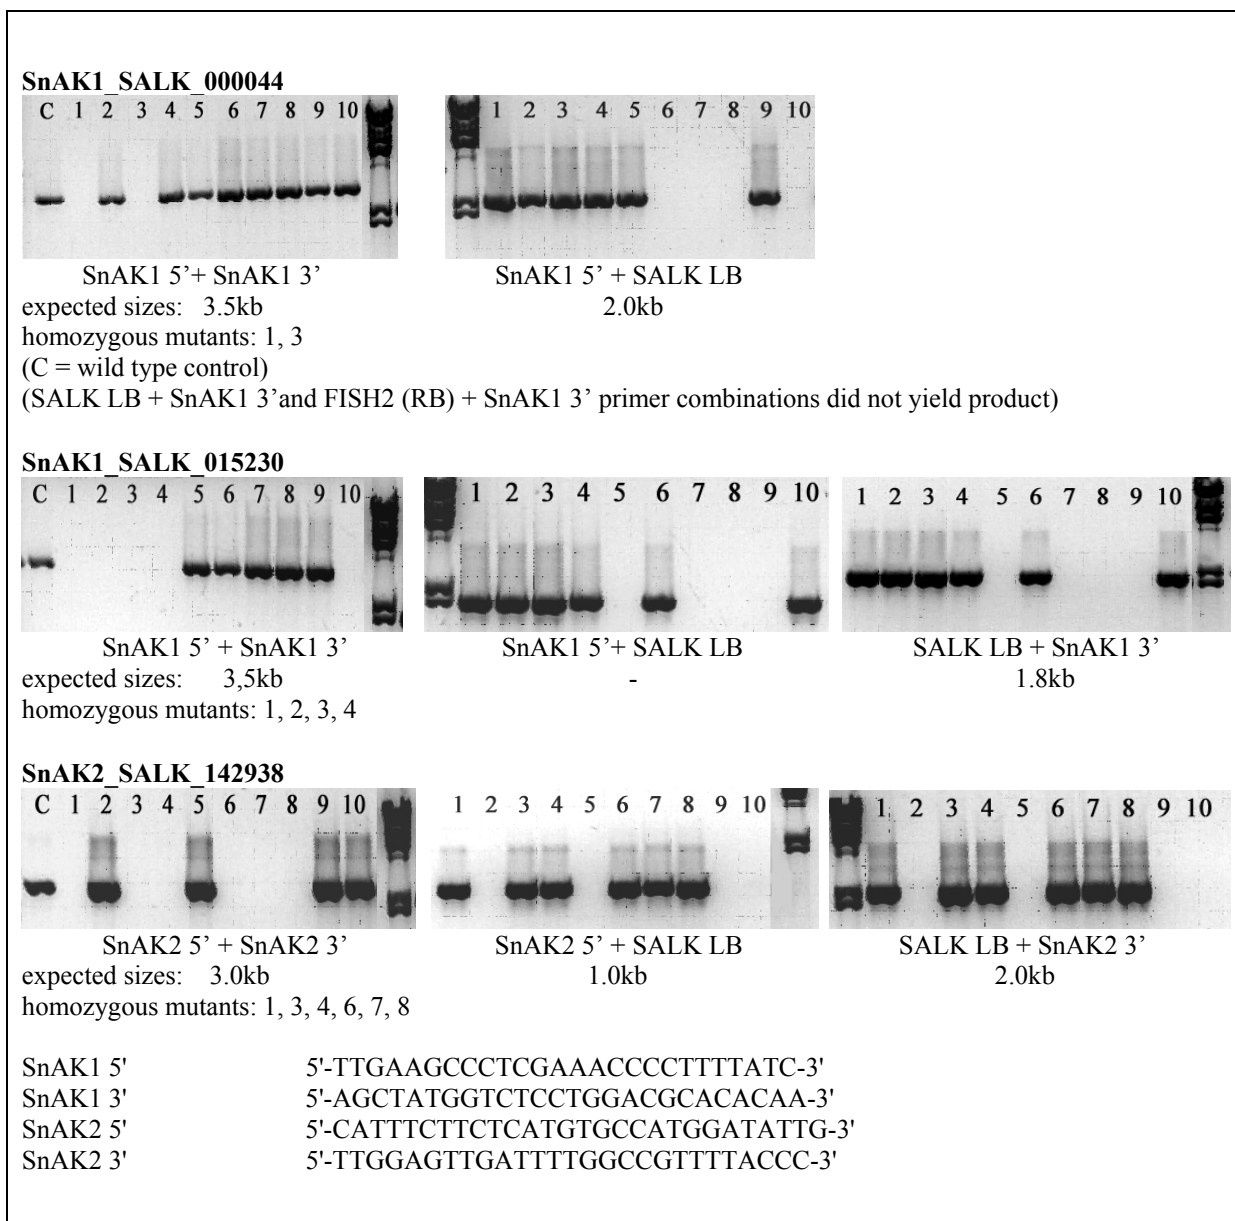 SnAK1_SALK_000044
C 1 2 3 4 5 6 7 8 9 10
1 2 3 4 5 6 7 8 9 10
SnAK1 5’+ SnAK1 3’ SnAK1 5’ + SALK LB
expected sizes: 3.5kb 2.0kb
homozygous mutants: 1, 3
(C = wild type control)
(SALK LB + SnAK1 3’and FISH2 (RB) + SnAK1 3’ primer combinations did not yield product)
SnAK1_SALK_015230
C 1 2 3 4 5 6 7 8 9 10
1 2 3 4 5 6 7 8 9 10
1 2 3 4 5 6 7 8 9 10
SnAK1 5’ + SnAK1 3’ SnAK1 5’+ SALK LB SALK LB + SnAK1 3’
expected sizes: 3,5kb - 1.8kb
homozygous mutants: 1, 2, 3, 4
SnAK2_SALK_142938
C 1 2 3 4 5 6 7 8 9 10
1 2 3 4 5 6 7 8 9 10
1 2 3 4 5 6 7 8 9 10
SnAK2 5’ + SnAK2 3’ SnAK2 5’ + SALK LB SALK LB + SnAK2 3’
expected sizes: 3.0kb 1.0kb 2.0kb
homozygous mutants: 1, 3, 4, 6, 7, 8
SnAK1 5' 5'-TTGAAGCCCTCGAAACCCCTTTTATC-3'
SnAK1 3' 5'-AGCTATGGTCTCCTGGACGCACACAA-3'
SnAK2 5' 5'-CATTTCTTCTCATGTGCCATGGATATTG-3'
SnAK2 3' 5'-TTGGAGTTGATTTTGGCCGTTTTACCC-3'